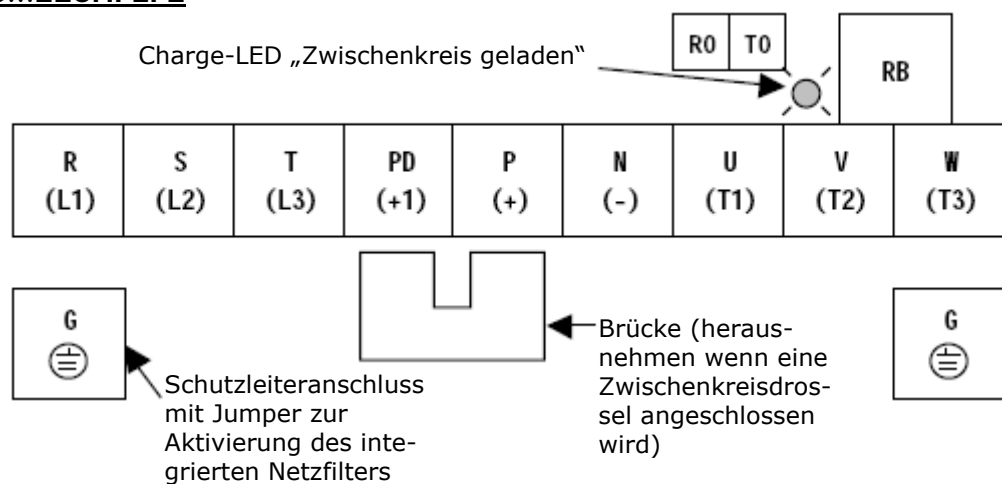 Charge-LED „Zwischenkreis geladen“
R0 T0
RB
R S T PD P N U V W
(L1) (L2) (L3) (+1) (+) (-) (T1) (T2) (T3)
G
Schutzleiteranschluss
mit Jumper zur
Aktivierung des inte-
grierten Netzfilters
Brücke (heraus-
nehmen wenn eine
Zwischenkreisdros-
sel angeschlossen
wird)
G